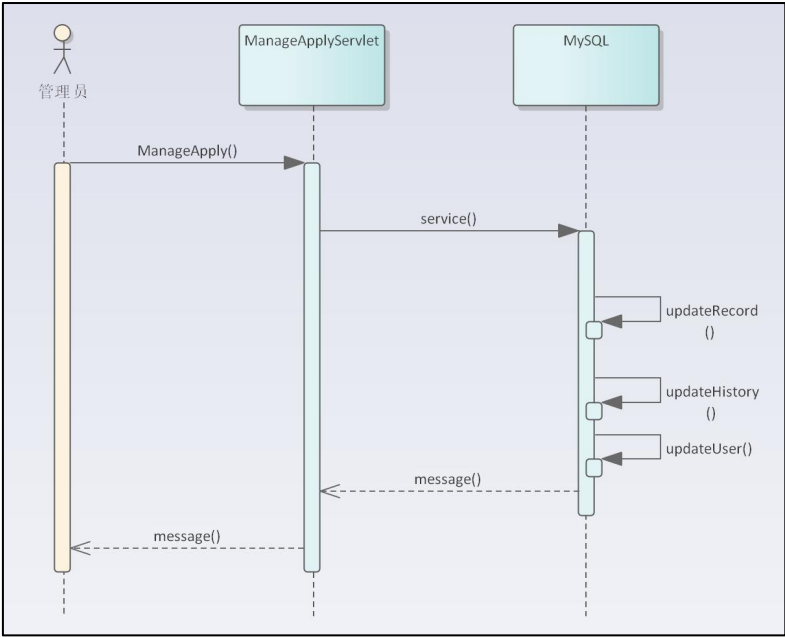 ManageApplyServlet
MySQL
管理员
ManageApply()
service()
updateRecord
()
updateHistory
()
updateUser()
message()
message()